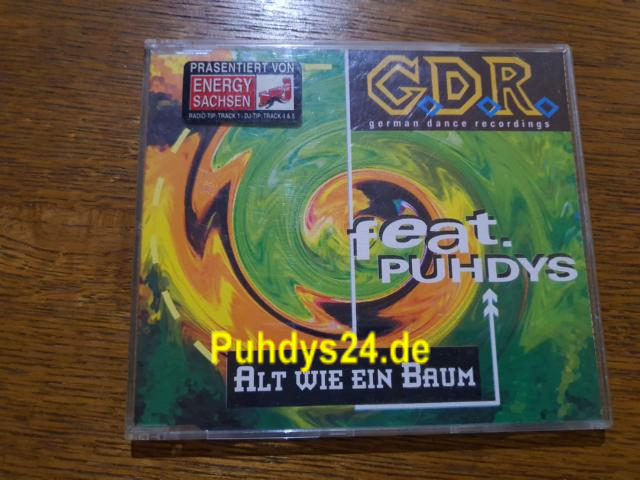 PRÄSENTIERT VON
ENERGY
SACHSEN
RADIO-TIP: TRACK 1 - DJ-TIP: TRACK 4 & 5
G.D.R.
german dance recordings
feat.
PUHDYS
Puhdys24.de
ALT WIE EIN BAUM